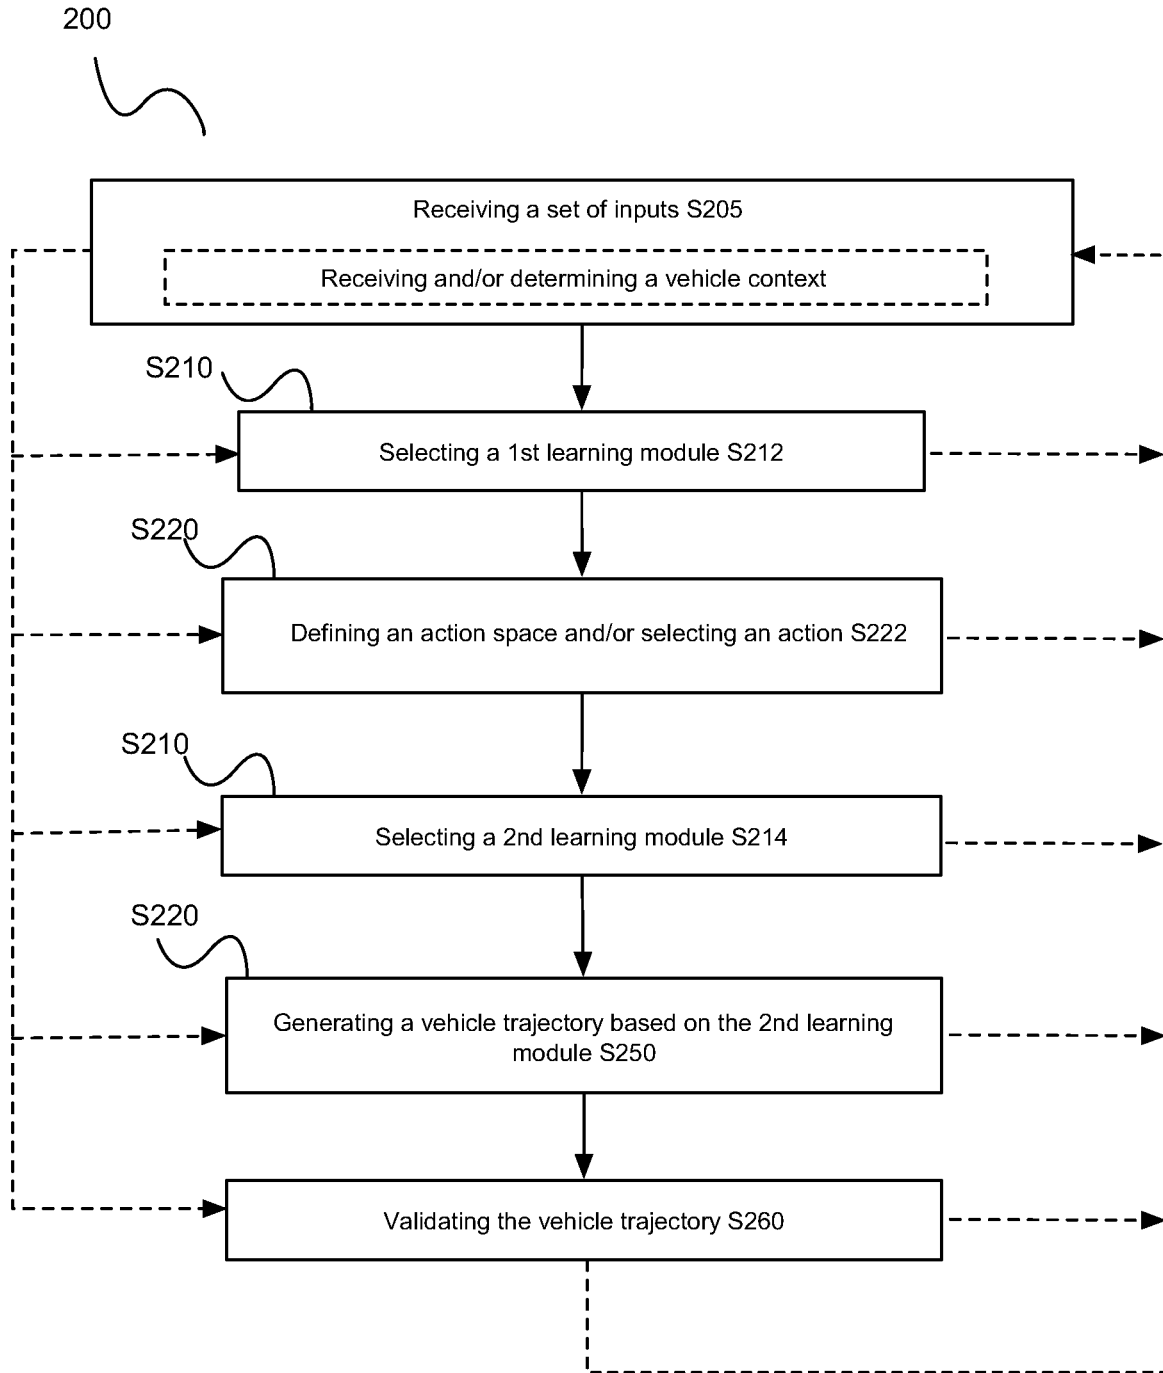 200
Receiving a set of inputs S205
Receiving and/or determining a vehicle context
S210
Selecting a 1st learning module S212
S220
Defining an action space and/or selecting an action S222
S210
Selecting a 2nd learning module S214
S220
Generating a vehicle trajectory based on the 2nd learning
module S250
Validating the vehicle trajectory S260